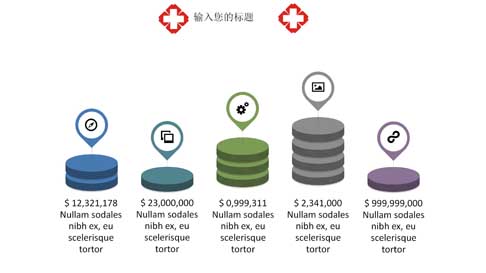 输入您的标题
$ 12,321,178
Nullam sodales
nibh ex, eu
scelerisque
tortor
$ 23,000,000
Nullam sodales
nibh ex, eu
scelerisque
tortor
$ 0,999,311
Nullam sodales
nibh ex, eu
scelerisque
tortor
$ 2,341,000
Nullam sodales
nibh ex, eu
scelerisque
tortor
$ 999,999,000
Nullam sodales
nibh ex, eu
scelerisque
tortor